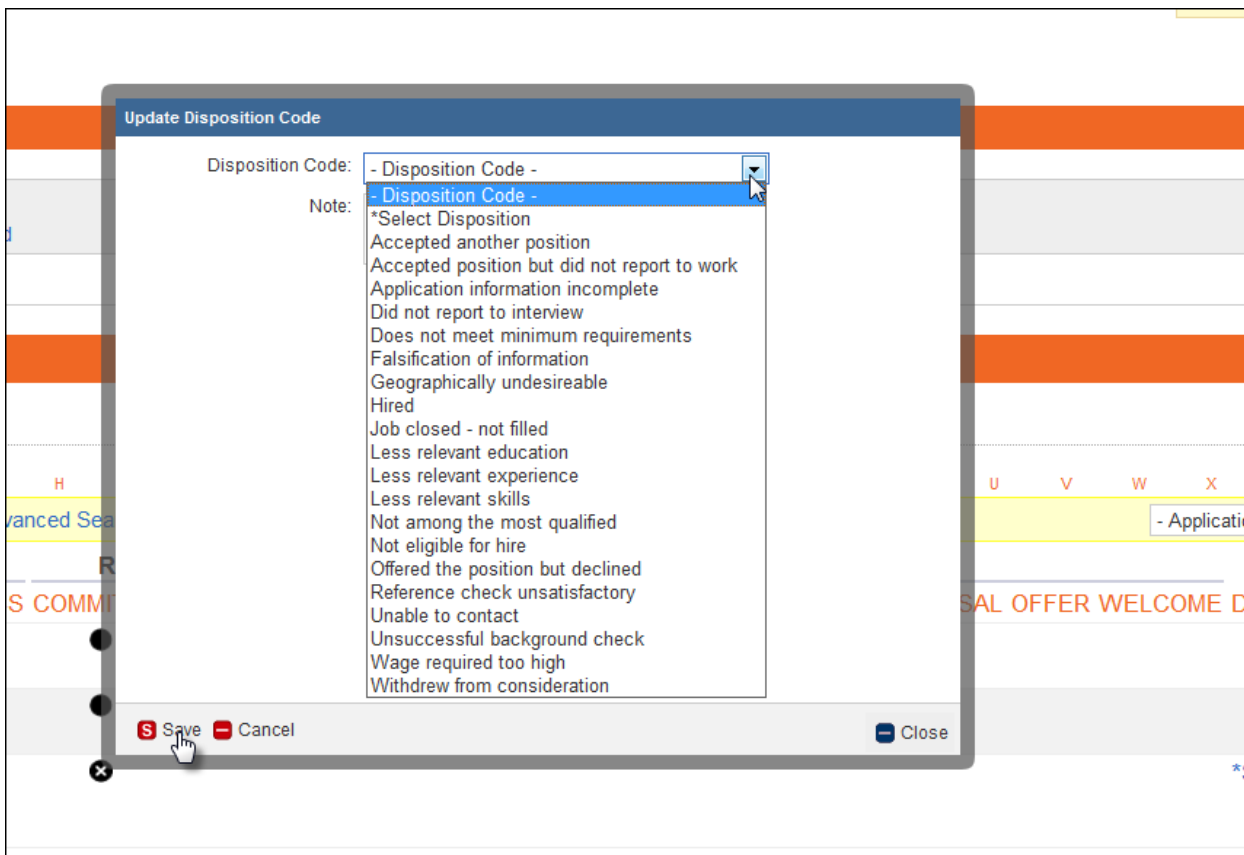 Update Disposition Code
Disposition Code: - Disposition Code -
- Disposition Code -
Note:
*Select Disposition
Accepted another position
Accepted position but did not report to work
Application information incomplete
Did not report to interview
Does not meet minimum requirements
Falsification of information
Geographically undesireable
Hired
Job closed - not filled
Less relevant education
Less relevant experience
Less relevant skills
Not among the most qualified
Not eligible for hire
Offered the position but declined
Reference check unsatisfactory
Unable to contact
Unsuccessful background check
Wage required too high
Withdrew from consideration
S Save Cancel Close
H U V W X
vanced Sea - Applicati
R
S COMMI SAL OFFER WELCOME D